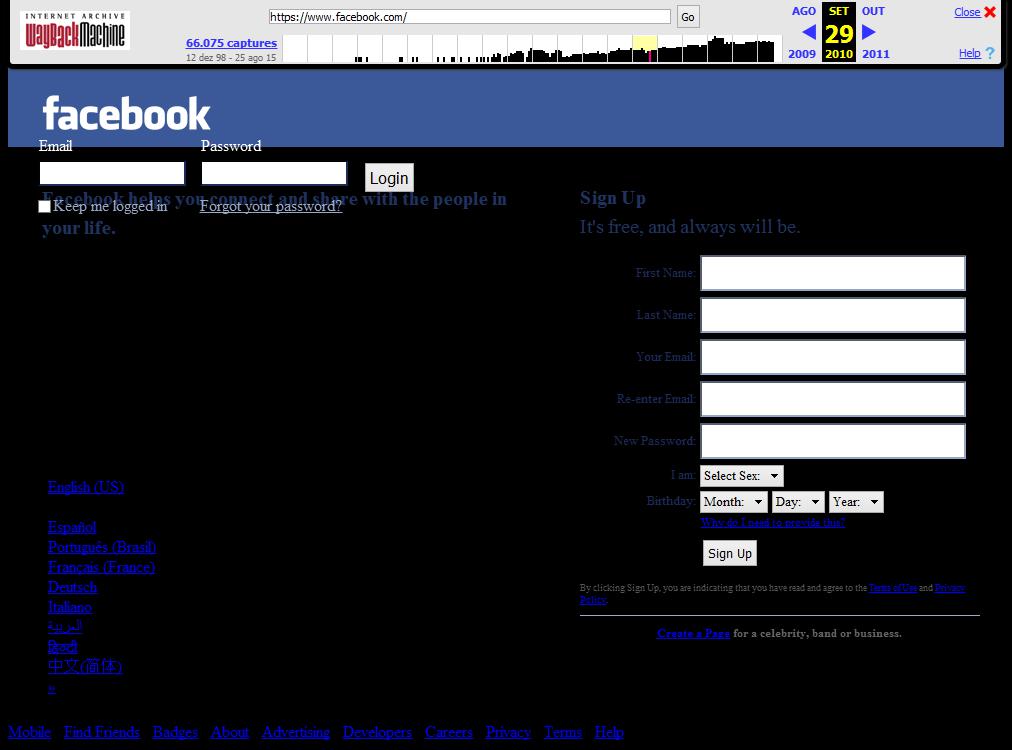 INTERNET ARCHIVE
WayBackMachine
https://www.facebook.com/ Go
66.075 captures
12 dez 98 - 25 ago 15
AGO SET OUT
29
2009 2010 2011
Close
Help ?
facebook
Email Password
Login
Keep me logged in Forgot your password?
Facebook helps you connect and share with the people in
your life.
Sign Up
It's free, and always will be.
First Name:
Last Name:
Your Email:
Re-enter Email:
New Password:
I am: Select Sex:
Birthday: Month: Day: Year:
Why do I need to provide this?
Sign Up
By clicking Sign Up, you are indicating that you have read and agree to the Terms of Use and Privacy
Policy.
Create a Page for a celebrity, band or business.
English (US)
Español
Português (Brasil)
Français (France)
Deutsch
Italiano
العربية
हिन्दी
中文(简体)
»
Mobile Find Friends Badges About Advertising Developers Careers Privacy Terms Help